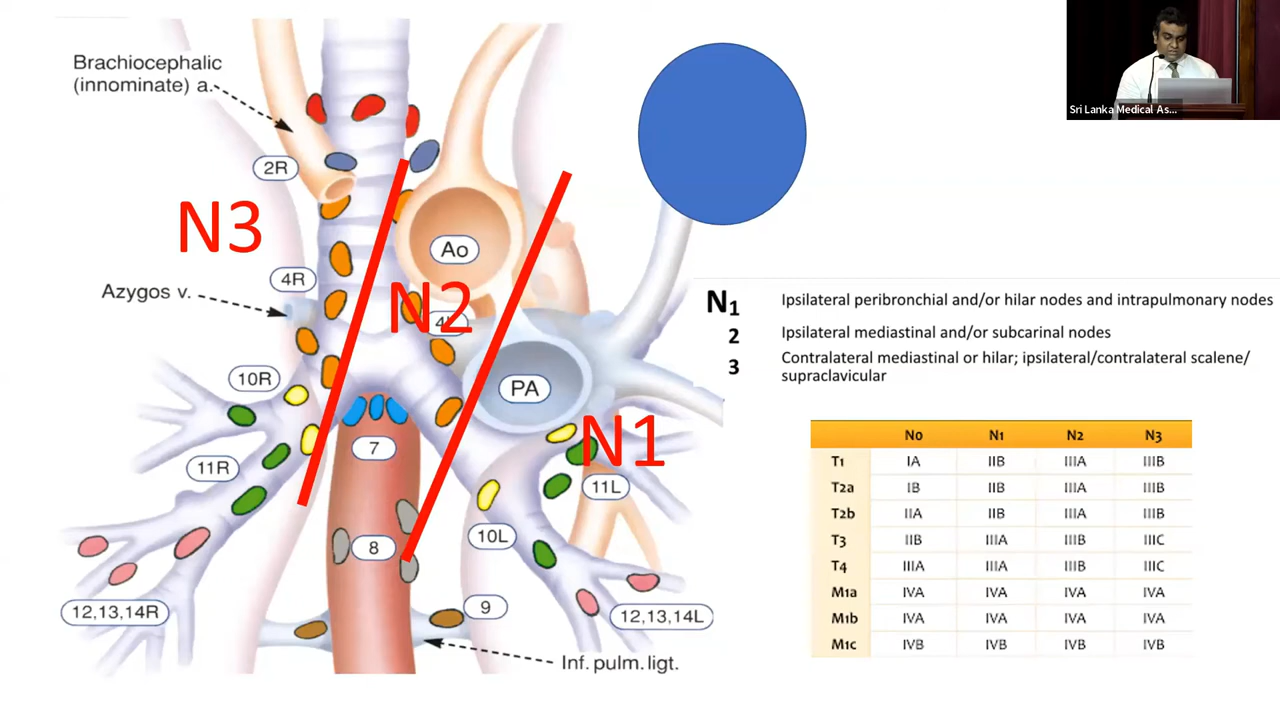 Brachiocephalic
(innominate) a.
2R
N3
Ao
4R
Azygos v.
N2
10R
PA
N1
7
11R
11L
10L
8
12,13,14R
9
12,13,14L
Inf. pulm.ligt.
Sri Lanka Medical As...
N1 Ipsilateral peribronchial and/or hilar nodes and intrapulmonary nodes
2 Ipsilateral mediastinal and/or subcarinal nodes
3 Contralateral mediastinal or hilar; ipsilateral/contralateral scalene/
supraclavicular
N0 N1 N2 N3
T1 IA IIB IIIA IIIB
T2a IB IIB IIIA IIIB
T2b IIA IIB IIIA IIIB
T3 IIB IIIA IIIB IIIC
T4 IIIA IIIA IIIB IIIC
M1a IVA IVA IVA IVA
M1b IVA IVA IVA IVA
M1c IVB IVB IVB IVB